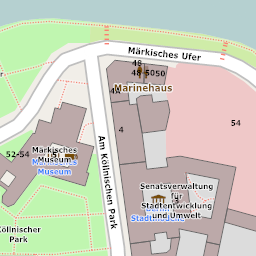 Märkisches Ufer
48
48-5050
Marinehaus
4A
54
4
Am Köllnischen Park
52-54
Märkisches
Museum
Museum
Senatsverwaltung
für
Stadtentwicklung
und Umwelt
Köllnischer
Park